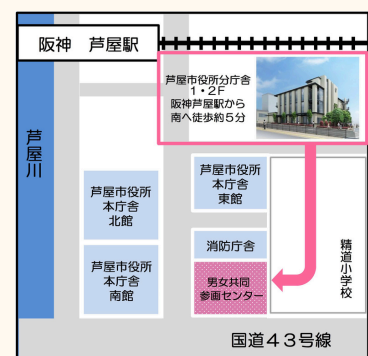 阪神　芦屋駅
芦屋市役所分庁舎
１・２Ｆ
阪神芦屋駅から
南へ徒歩約５分
芦屋川
芦屋市役所
本庁舎
東館
芦屋市役所
本庁舎
北館
消防庁舎
精道小学校
芦屋市役所
本庁舎
南館
男女共同
参画センター
国道４３号線